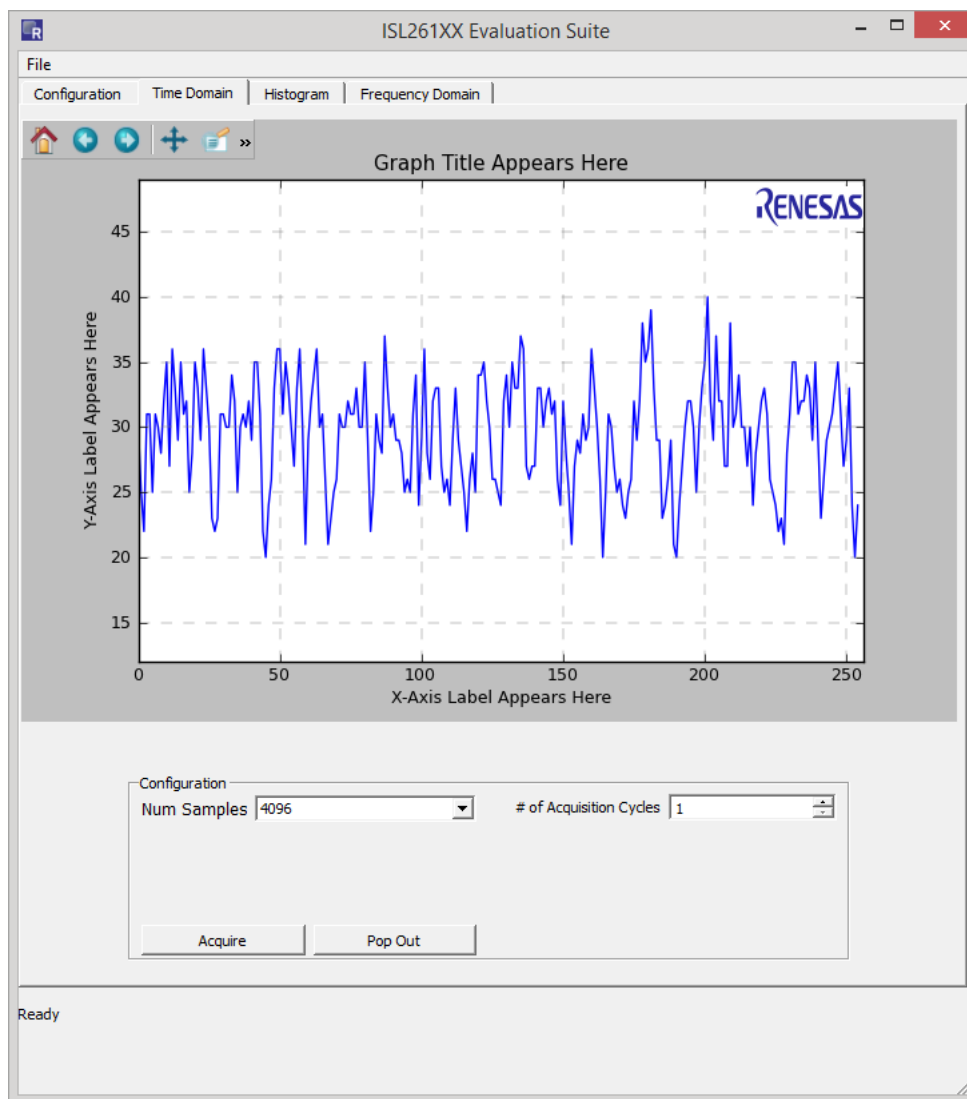 ISL261XX Evaluation Suite
File
Configuration Time Domain Histogram Frequency Domain
»
Graph Title Appears Here
RENESAS
45
40
35
30
25
20
15
Y-Axis Label Appears Here
0 50 100 150 200 250
X-Axis Label Appears Here
Configuration
Num Samples 4096 # of Acquisition Cycles 1
Acquire Pop Out
Ready